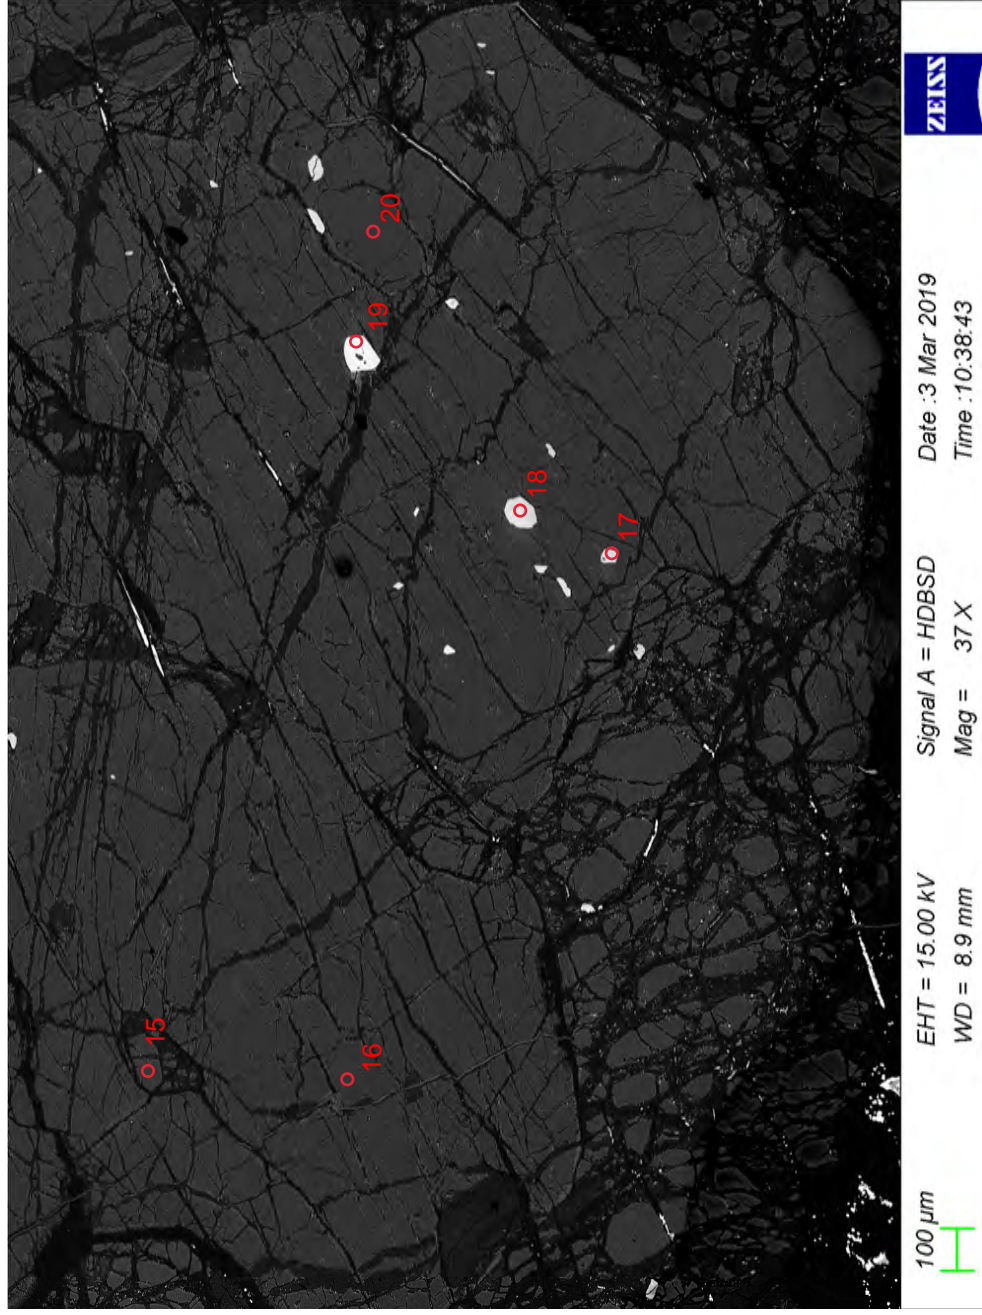 20
19
18
17
15
16
100 µm
EHT = 15.00 kV
WD = 8.9 mm
Signal A = HDBSD
Mag = 37 X
Date :3 Mar 2019
Time :10:38:43
ZEISS